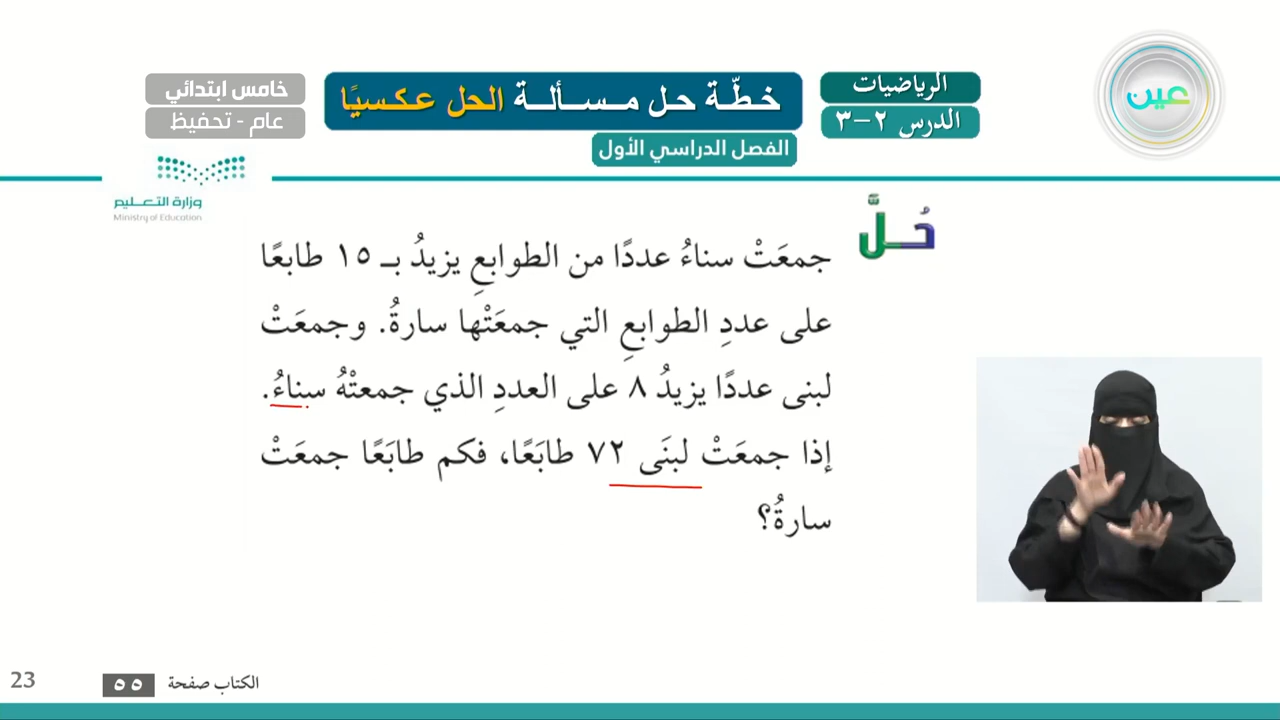 عين
الرياضيات
الدرس ٢-٣
خطّة حل مسألة الحل عكسيًا
الفصل الدراسي الأول
خامس ابتدائي
عام - تحفيظ
وزارة التعليم
Ministry of Education
حُلَّ
جمعَتْ سناءُ عددًا من الطوابعِ يزيدُ بـ ١٥ طابعًا
على عددِ الطوابعِ التي جمعَتْها سارةُ. وجمعَتْ
لبنى عددًا يزيدُ ٨ على العددِ الذي جمعتْهُ سناءُ.
إذا جمعَتْ لبنَى ٧٢ طابَعًا، فكم طابَعًا جمعَتْ
سارةُ؟
الكتاب صفحة ٥٥
23